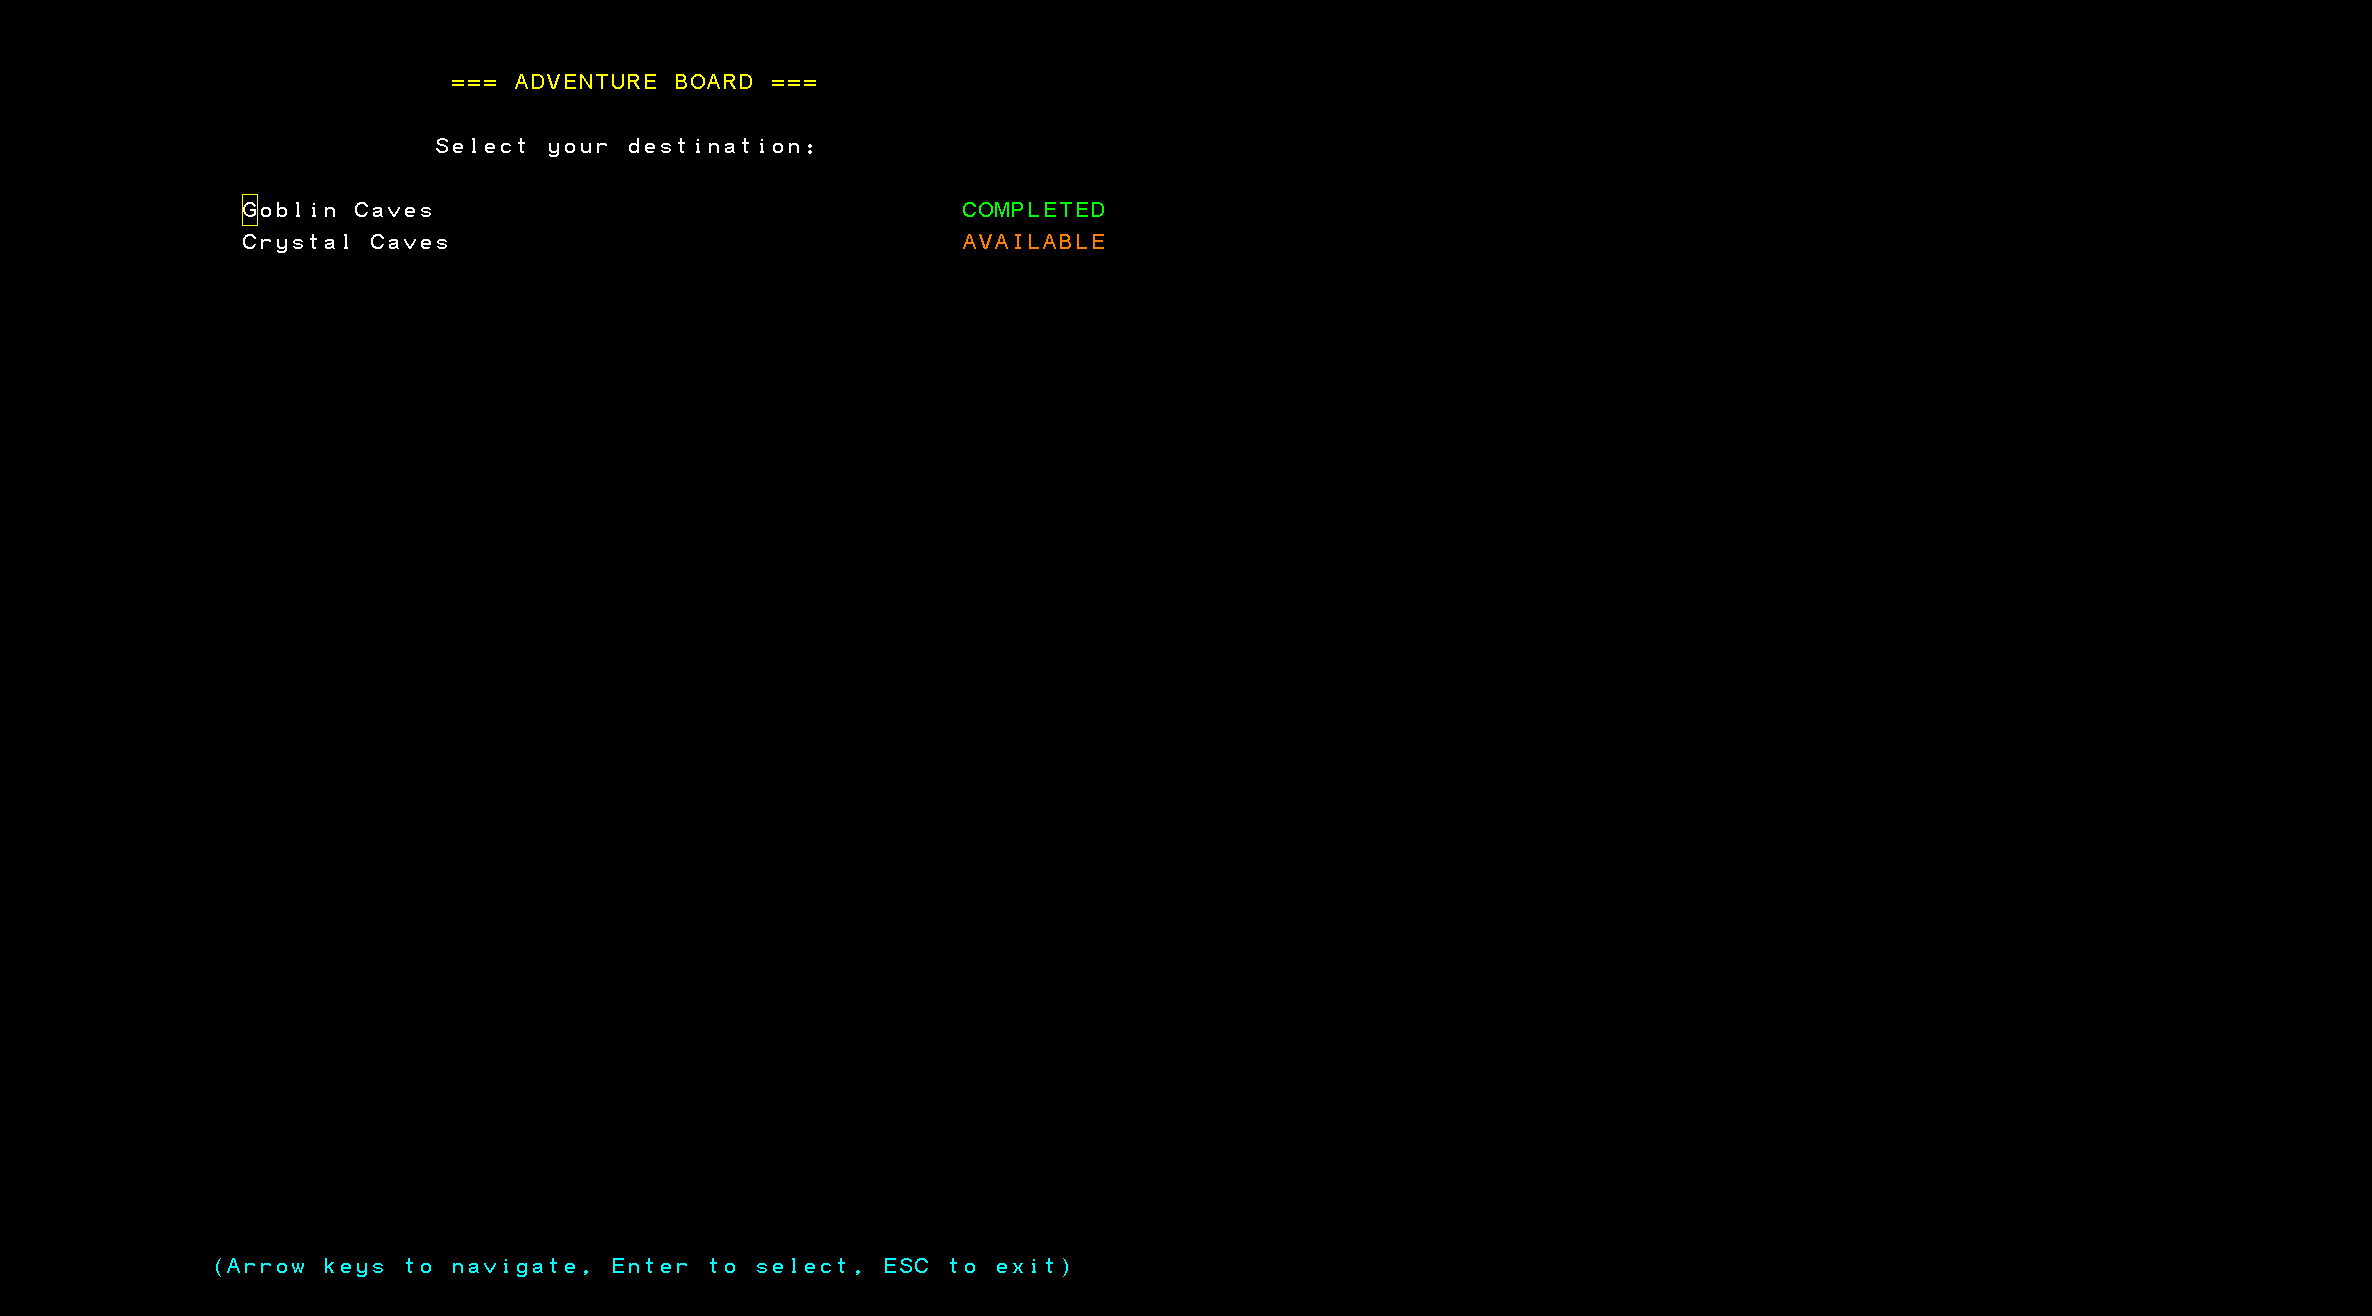 === ADVENTURE BOARD ===
Select your destination:
Goblin Caves COMPLETED
Crystal Caves AVAILABLE
(Arrow keys to navigate, Enter to select, ESC to exit)